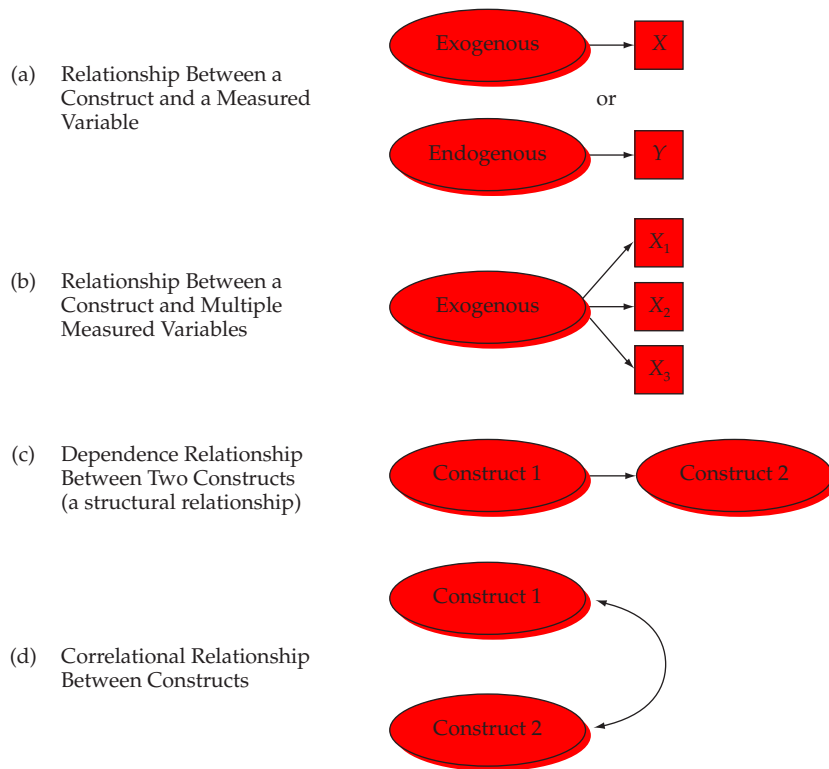 (a) Relationship Between a
Construct and a Measured
Variable
Exogenous
X
or
Endogenous
Y
(b) Relationship Between a
Construct and Multiple
Measured Variables
Exogenous
X₁
X₂
X₃
(c) Dependence Relationship
Between Two Constructs
(a structural relationship)
Construct 1
Construct 2
(d) Correlational Relationship
Between Constructs
Construct 1
Construct 2